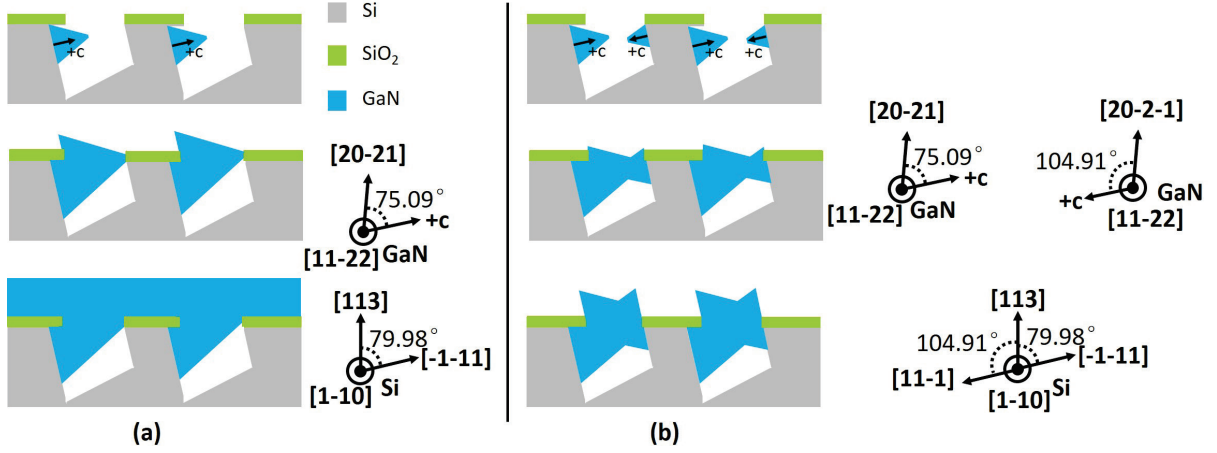 Si
SiO2
GaN
+c
+c
[20-21]
75.09°
+c
[11-22] GaN
[113]
79.98°
[-1-11]
Si
[1-10]
(a)
+c
+c
+c
+c
[20-21]
75.09°
+c
[11-22] GaN
[20-2-1]
104.91°
+c
GaN
[11-22]
[113]
104.91°
79.98°
[11-1]
[-1-11]
Si
[1-10]
(b)